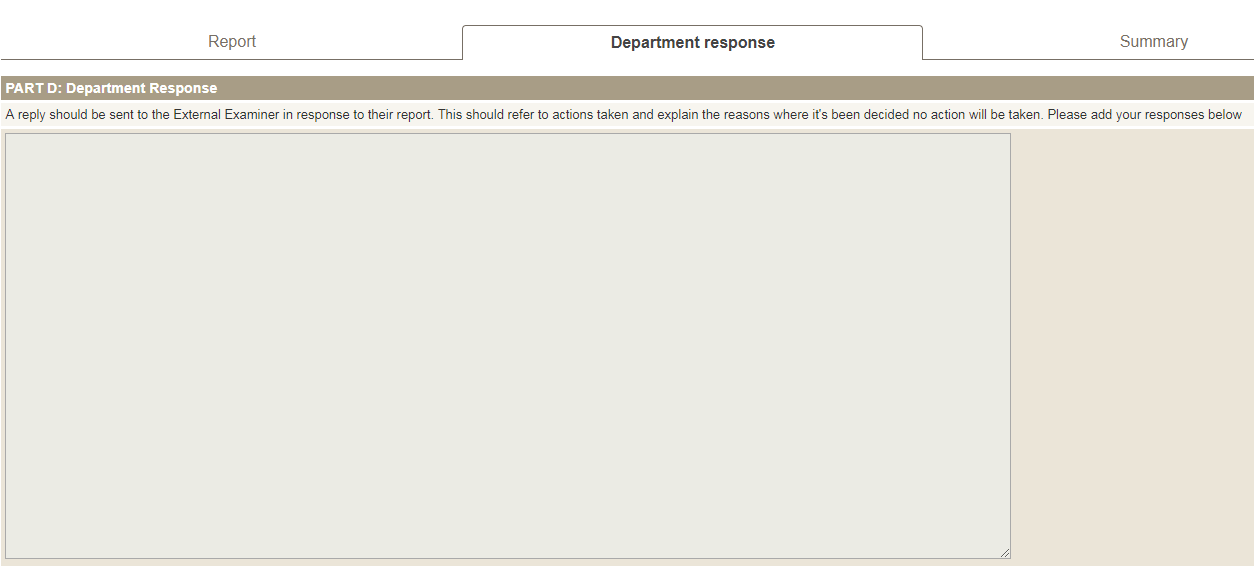 Report
Department response
Summary
PART D: Department Response
A reply should be sent to the External Examiner in response to their report. This should refer to actions taken and explain the reasons where it's been decided no action will be taken. Please add your responses below